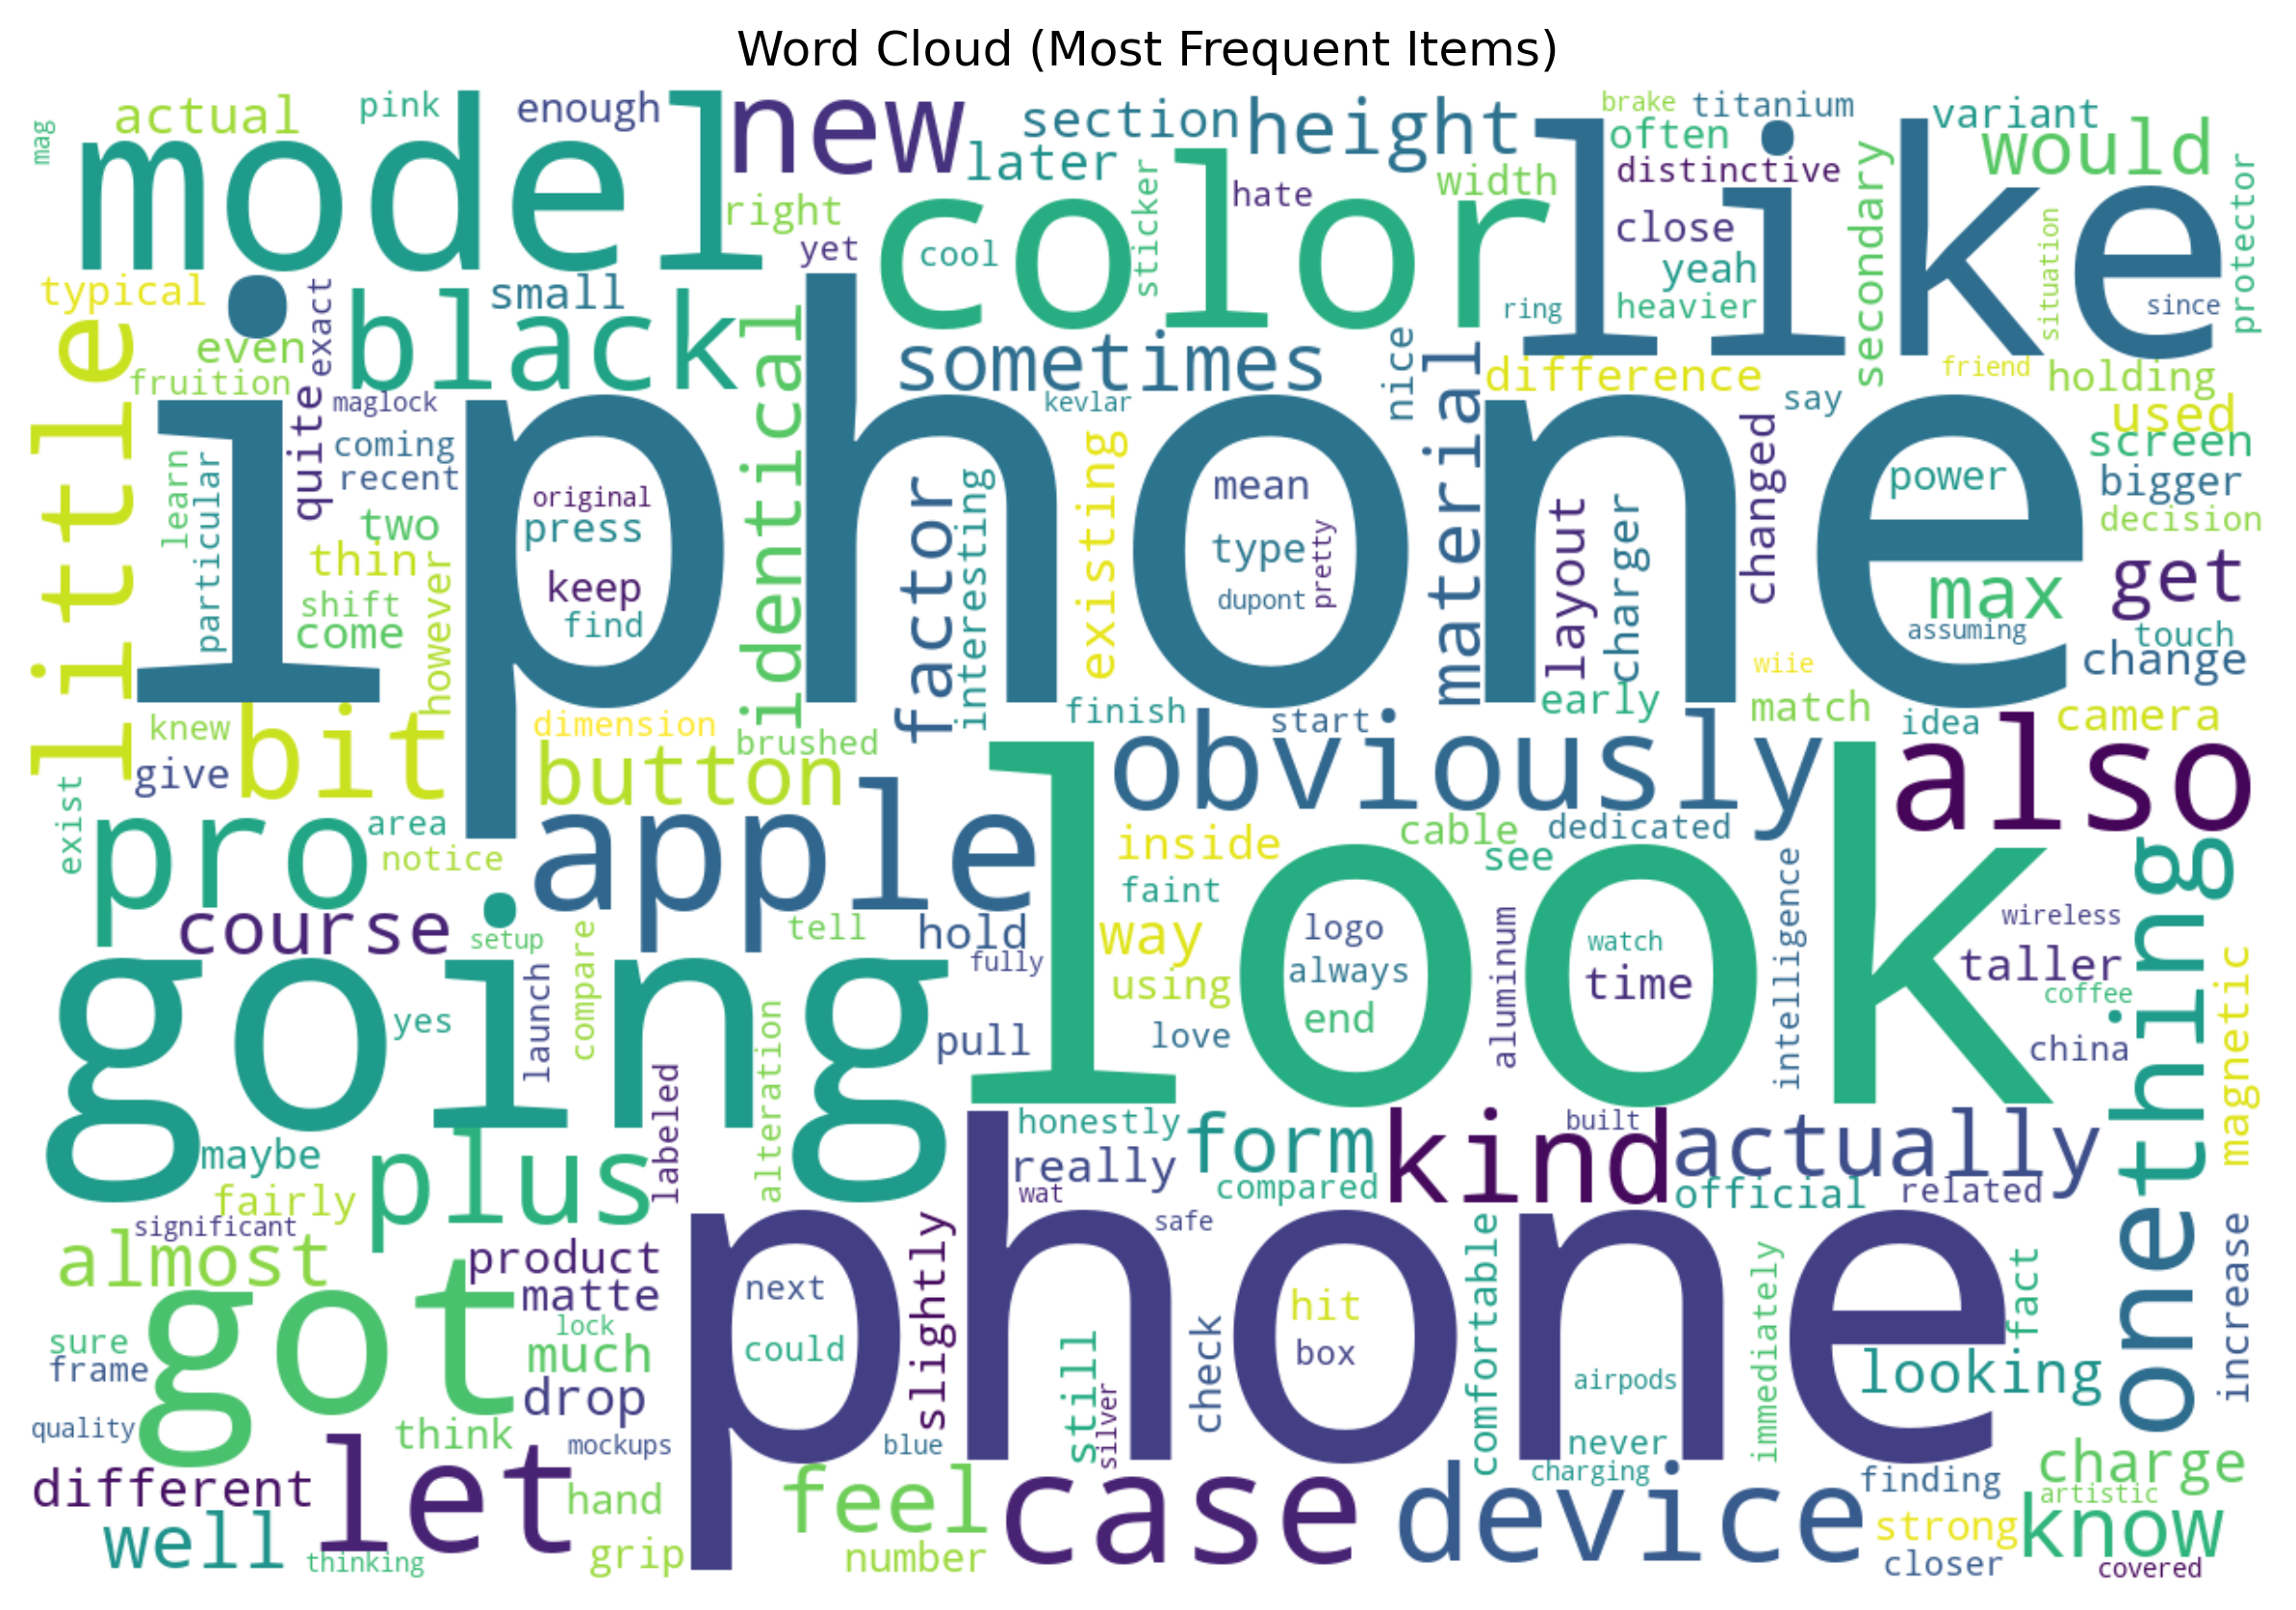 Word Cloud (Most Frequent Items)
mag
actual
pink
enough
model
new
section
height
later
right
yet
color
cool
sticker
hate
width
like
brake
titanium
often
distinctive
close
yeah
heavier
ring
secondary
variant
would
situation
since
protector
typical
little
even
fruition
exact
small
black
identical
sometimes
kevlar
nice
material
difference
say
friend
holding
used
screen
bigger
decision
iphone
quite
maglock
coming
recent
learn
particular
two
thin
shift
come
however
original
press
keep
find
factor
interesting
existing
mean
type
pretty
dupont
layout
charger
changed
power
max
assuming
get
touch
change
wiie
early
match
idea
camera
knew
give
bit
dimension
button
brushed
finish
start
obviously
also
exist
pro
area
notice
apple
inside
faint
cable
dedicated
see
look
way
using
love
logo
always
end
aluminum
watch
time
intelligence
wireless
taller
coffee
china
onething
magnetic
course
setup
compare
launch
tell
hold
fully
pull
going
yes
alteration
labeled
maybe
fairly
significant
plus
honestly
really
wat
form
compared
safe
kind
built
actually
official
related
increase
almost
product
matte
got
sure
frame
lock
much
drop
quality
think
mockups
phone
next
could
slightly
blue
still
silver
check
hit
box
comfortable
airpods
immediately
fact
looking
never
charging
different
let
well
thinking
hand
grip
feel
number
case
device
finding
strong
closer
charge
artistic
know
covered